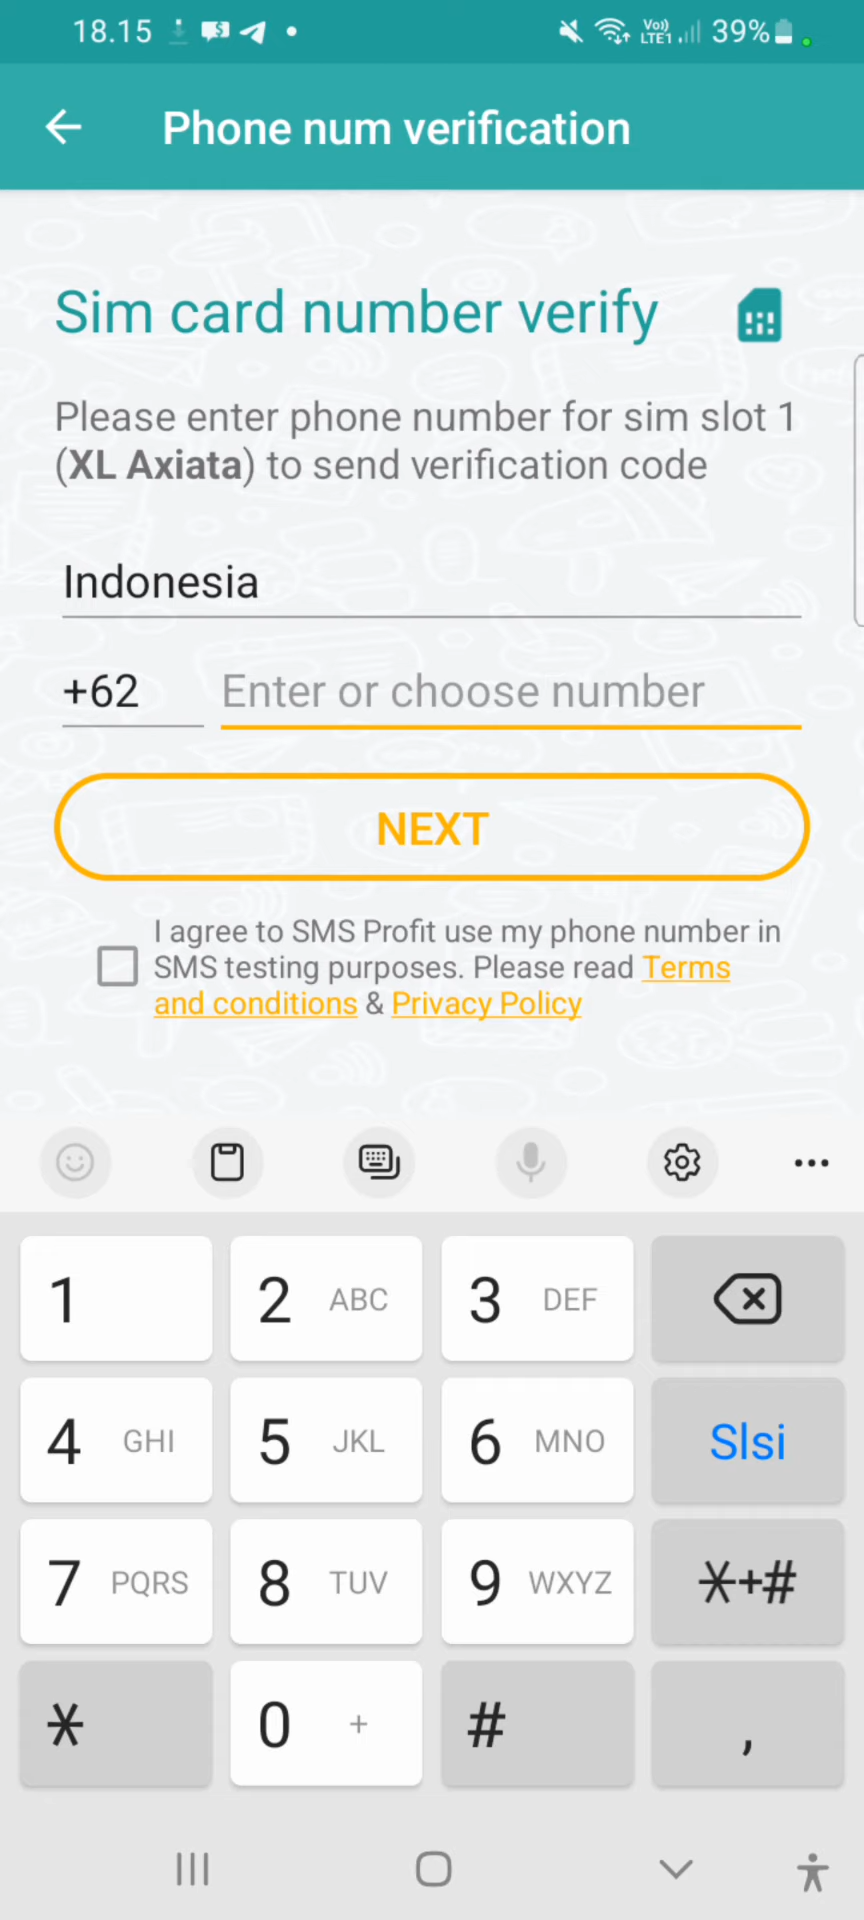 18.15
Vo))
LTE1
39%
Phone num verification
Sim card number verify
Please enter phone number for sim slot 1
(XL Axiata) to send verification code
Indonesia
+62 Enter or choose number
NEXT
I agree to SMS Profit use my phone number in
SMS testing purposes. Please read Terms
and conditions & Privacy Policy
1 2 ABC 3 DEF
4 GHI 5 JKL 6 MNO Slsi
7 PQRS 8 TUV 9 WXYZ *+#
* 0 + # ,